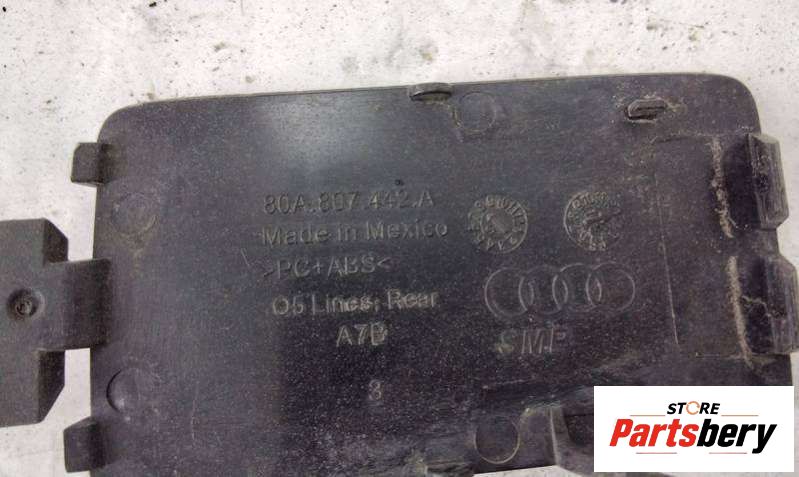 80A.807.442.A
Made in Mexico
>PC+ABS<
Q5 Lines; Rear
A7B
SMP
3
STORE
Partsbery